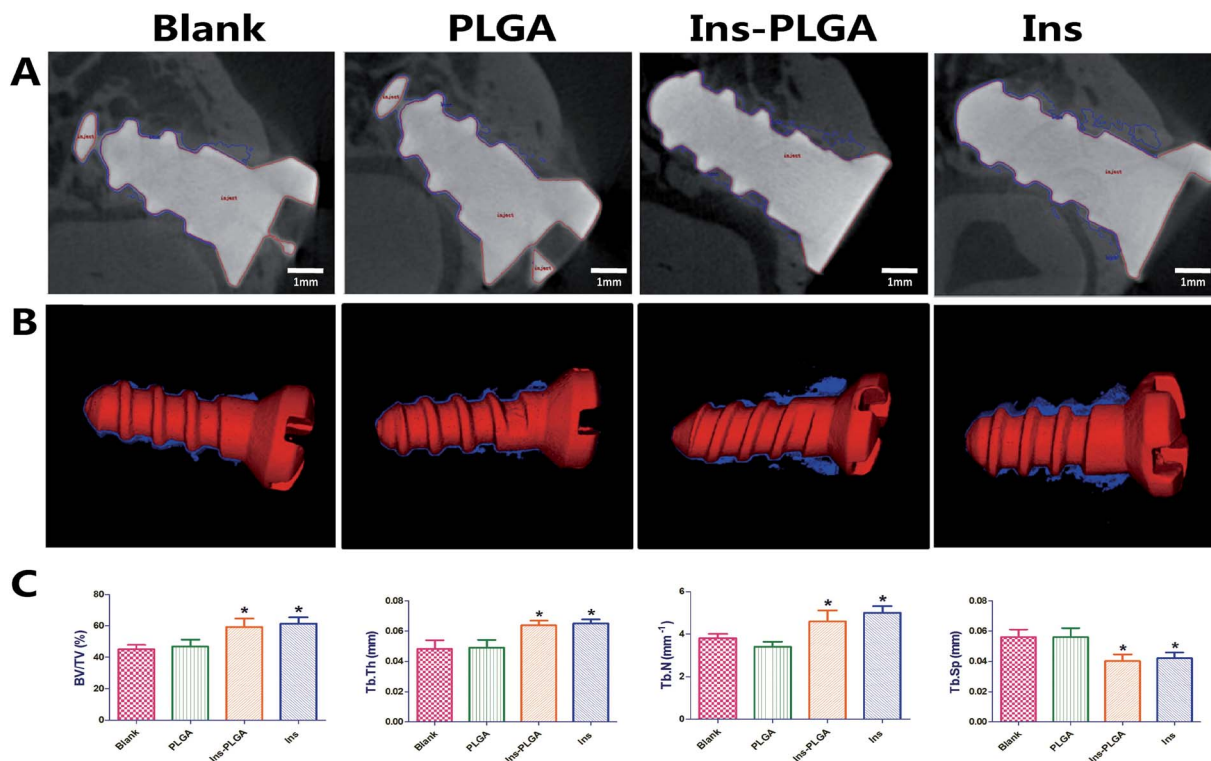 Blank PLGA Ins-PLGA Ins
A
inject inject 1mm
inject inject inject 1mm
inject 1mm
inject 1mm
B
C
BV/TV (%)
80
60
40
20
0
Blank PLGA Ins-PLGA Ins
* *
Tb.Th (mm)
0.08
0.06
0.04
0.02
0.00
Blank PLGA Ins-PLGA Ins
* *
Tb.N (mm-1)
6
4
2
0
Blank PLGA Ins-PLGA Ins
* *
Tb.Sp (mm)
0.08
0.06
0.04
0.02
0.00
Blank PLGA Ins-PLGA Ins
* *